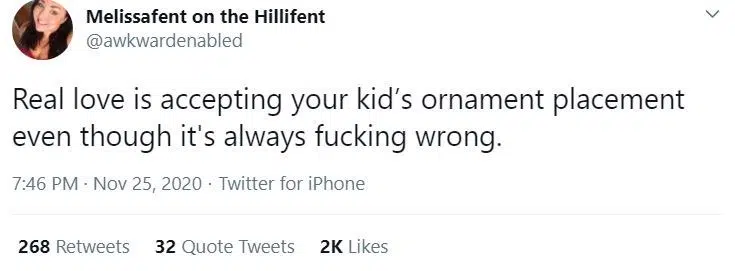 Melissafent on the Hillifent
@awkwardenabled
Real love is accepting your kid’s ornament placement
even though it's always fucking wrong.
7:46 PM · Nov 25, 2020 · Twitter for iPhone
268 Retweets 32 Quote Tweets 2K Likes